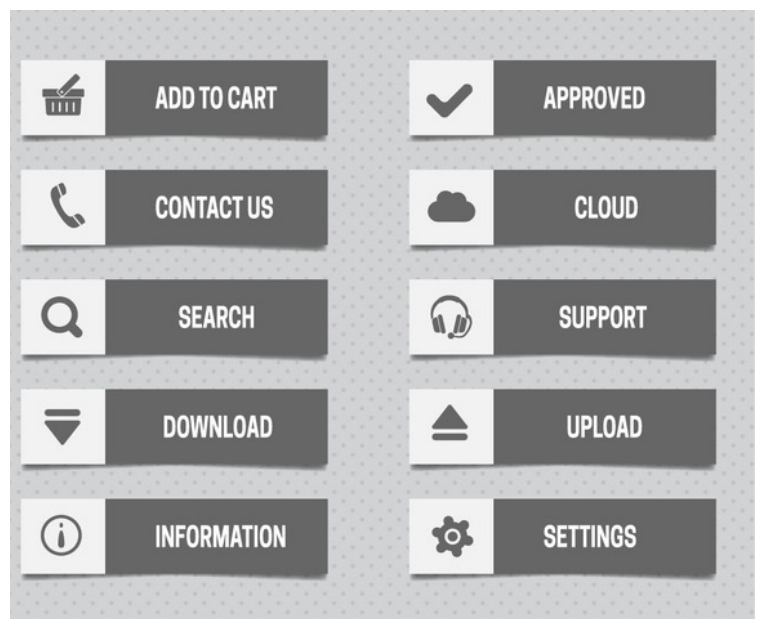 ADD TO CART
APPROVED
CONTACT US
CLOUD
SEARCH
SUPPORT
DOWNLOAD
UPLOAD
INFORMATION
SETTINGS